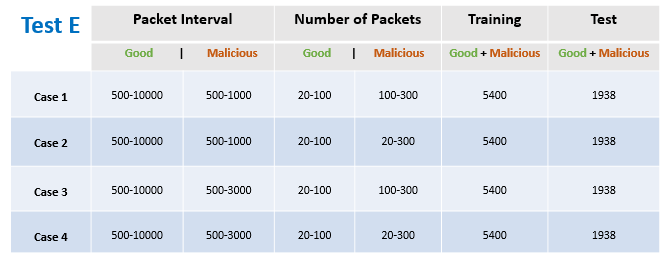 Test E Packet Interval Number of Packets Training Test
Good | Malicious Good | Malicious Good + Malicious Good + Malicious
Case 1 500-10000 500-1000 20-100 100-300 5400 1938
Case 2 500-10000 500-1000 20-100 20-300 5400 1938
Case 3 500-10000 500-3000 20-100 100-300 5400 1938
Case 4 500-10000 500-3000 20-100 20-300 5400 1938